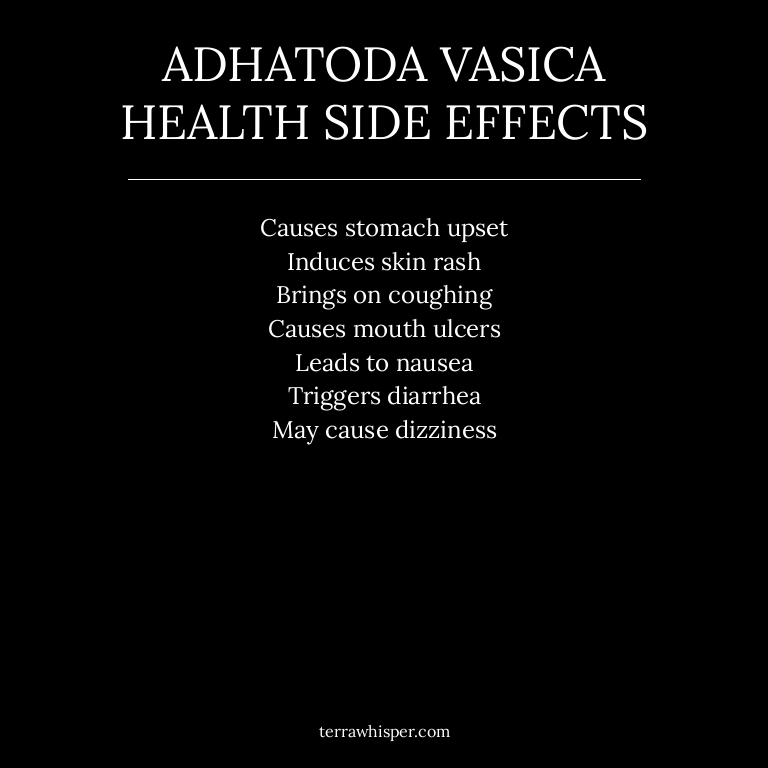 ADHATODA VASICA
HEALTH SIDE EFFECTS
Causes stomach upset
Induces skin rash
Brings on coughing
Causes mouth ulcers
Leads to nausea
Triggers diarrhea
May cause dizziness
terrawhisper.com